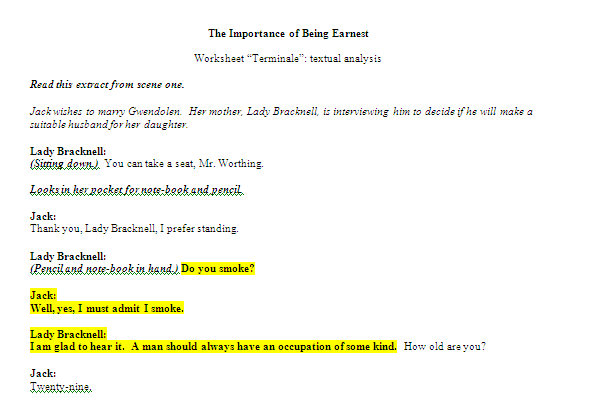 The Importance of Being Earnest
Worksheet “Terminale”: textual analysis
Read this extract from scene one.
Jack wishes to marry Gwendolen. Her mother, Lady Bracknell, is interviewing him to decide if he will make a
suitable husband for her daughter.
Lady Bracknell:
(Sitting down.) You can take a seat, Mr. Worthing.
Looks in her pocket for note-book and pencil.
Jack:
Thank you, Lady Bracknell, I prefer standing.
Lady Bracknell:
(Pencil and note-book in hand.) Do you smoke?
Jack:
Well, yes, I must admit I smoke.
Lady Bracknell:
I am glad to hear it. A man should always have an occupation of some kind. How old are you?
Jack:
Twenty-nine.